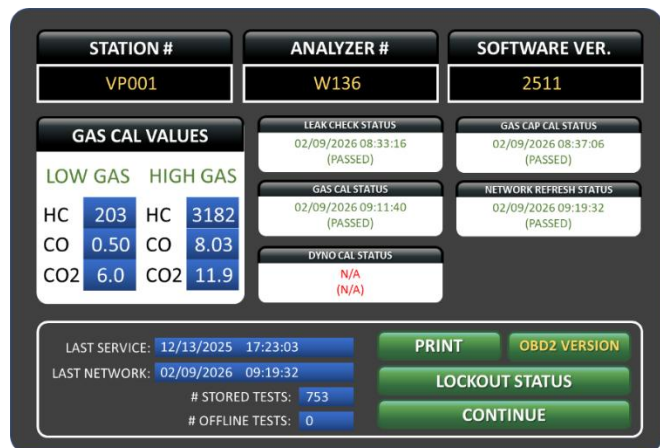 STATION #
VP001
ANALYZER #
W136
SOFTWARE VER.
2511
GAS CAL VALUES
LOW GAS HIGH GAS
HC 203 HC 3182
CO 0.50 CO 8.03
CO2 6.0 CO2 11.9
LEAK CHECK STATUS
02/09/2026 08:33:16
(PASSED)
GAS CAP CAL STATUS
02/09/2026 08:37:06
(PASSED)
GAS CAL STATUS
02/09/2026 09:11:40
(PASSED)
NETWORK REFRESH STATUS
02/09/2026 09:19:32
(PASSED)
DYNO CAL STATUS
N/A
(N/A)
LAST SERVICE: 12/13/2025 17:23:03
LAST NETWORK: 02/09/2026 09:19:32
# STORED TESTS: 753
# OFFLINE TESTS: 0
PRINT
OBD2 VERSION
LOCKOUT STATUS
CONTINUE